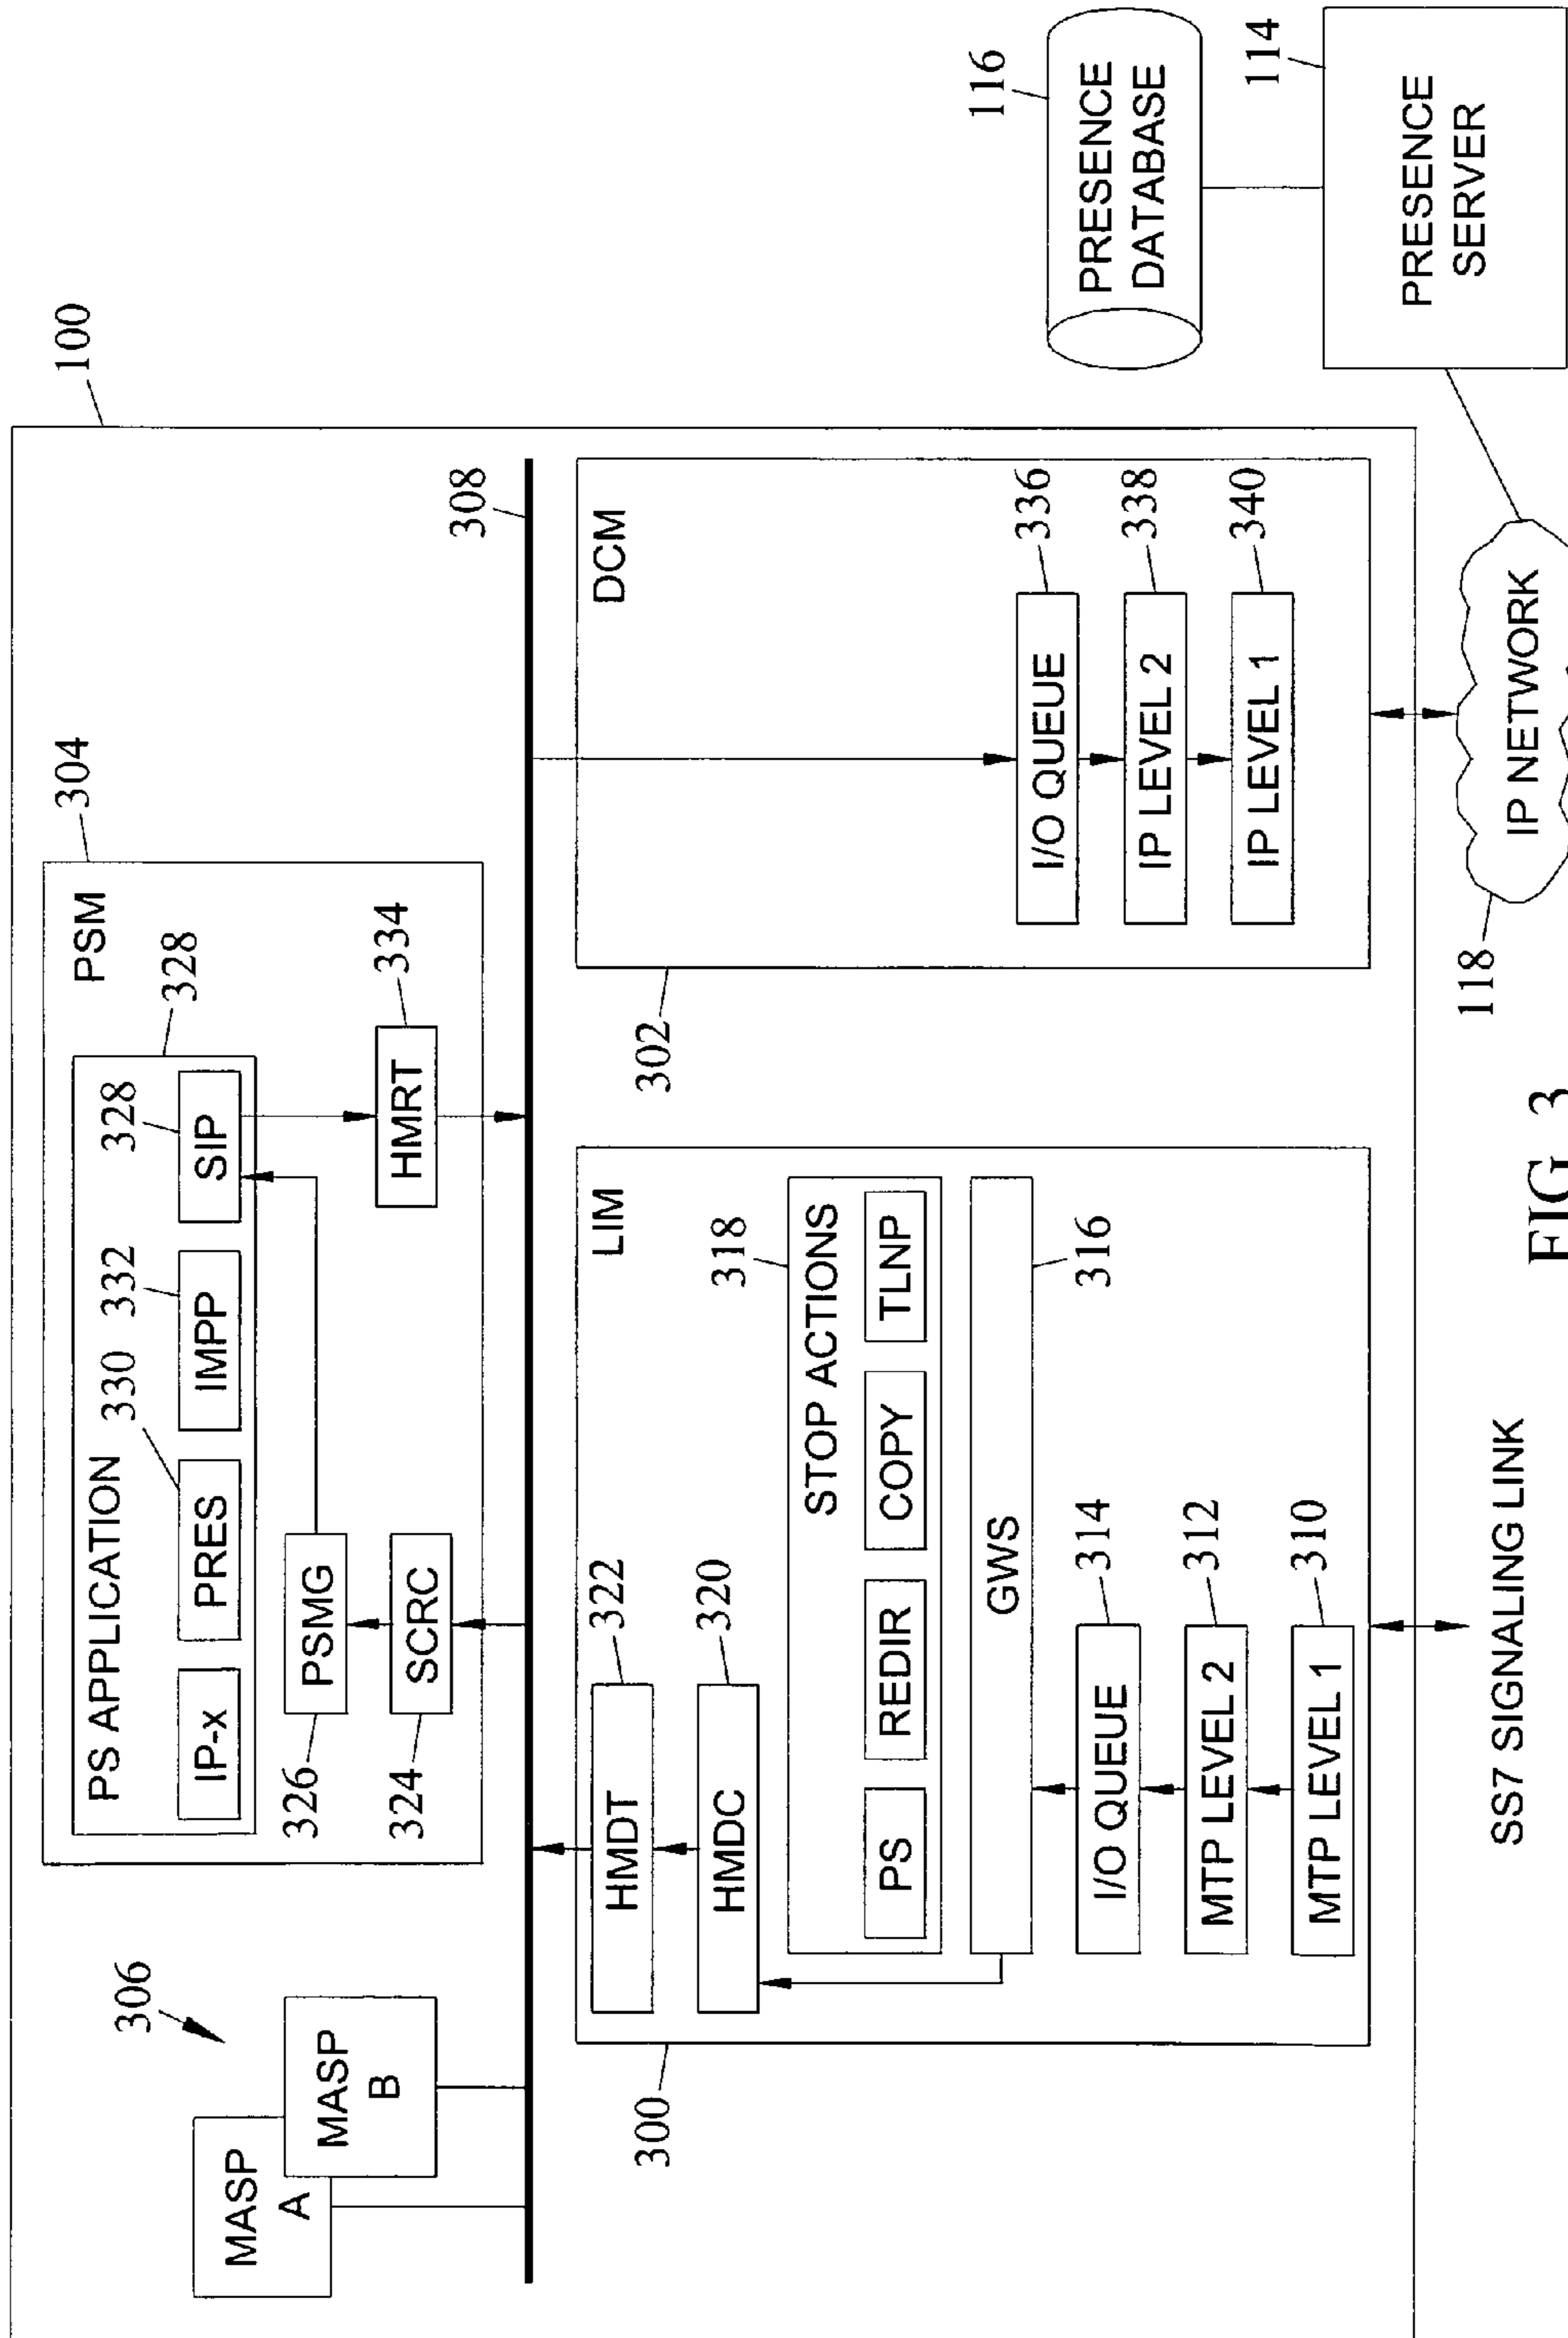 100
306
MASP
A
MASP
B
304
PSM
PS APPLICATION
328
330
332
328
IP-x
PRES
IMPP
SIP
326
PSMG
324
SCRC
HMRT
334
308
300
LIM
HMDT
322
HMDC
320
318
STOP ACTIONS
PS
REDIR
COPY
TLNP
GWS
316
I/O QUEUE
314
MTP LEVEL 2
312
MTP LEVEL 1
310
302
DCM
I/O QUEUE
336
IP LEVEL 2
338
IP LEVEL 1
340
116
PRESENCE
DATABASE
114
PRESENCE
SERVER
118
IP NETWORK
SS7 SIGNALING LINK
FIG. 3